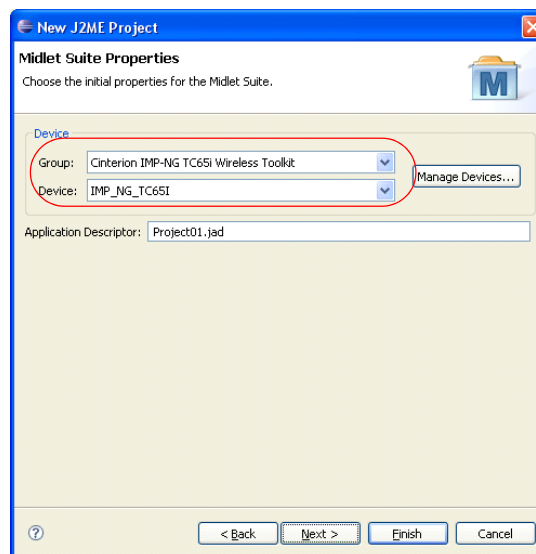 New J2ME Project
Midlet Suite Properties
Choose the initial properties for the Midlet Suite.
M
Device
Group: Cinterion IMP-NG TC65i Wireless Toolkit
Device: IMP_NG_TC65I
Manage Devices...
Application Descriptor: Project01.jad
?
< Back Next > Finish Cancel